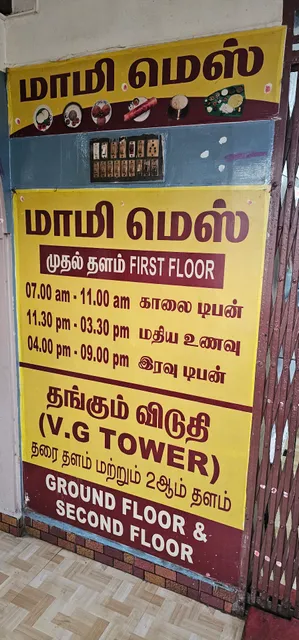 மாமி மெஸ்
மாமி மெஸ்
முதல் தளம் FIRST FLOOR
07.00 am - 11.00 am காலை டிபன்
11.30 pm - 03.30 pm மதிய உணவு
04.00 pm - 09.00 pm இரவு டிபன்
தங்கும் விடுதி
(V.G TOWER)
தரை தளம் மற்றும் 2ஆம் தளம்
GROUND FLOOR &
SECOND FLOOR